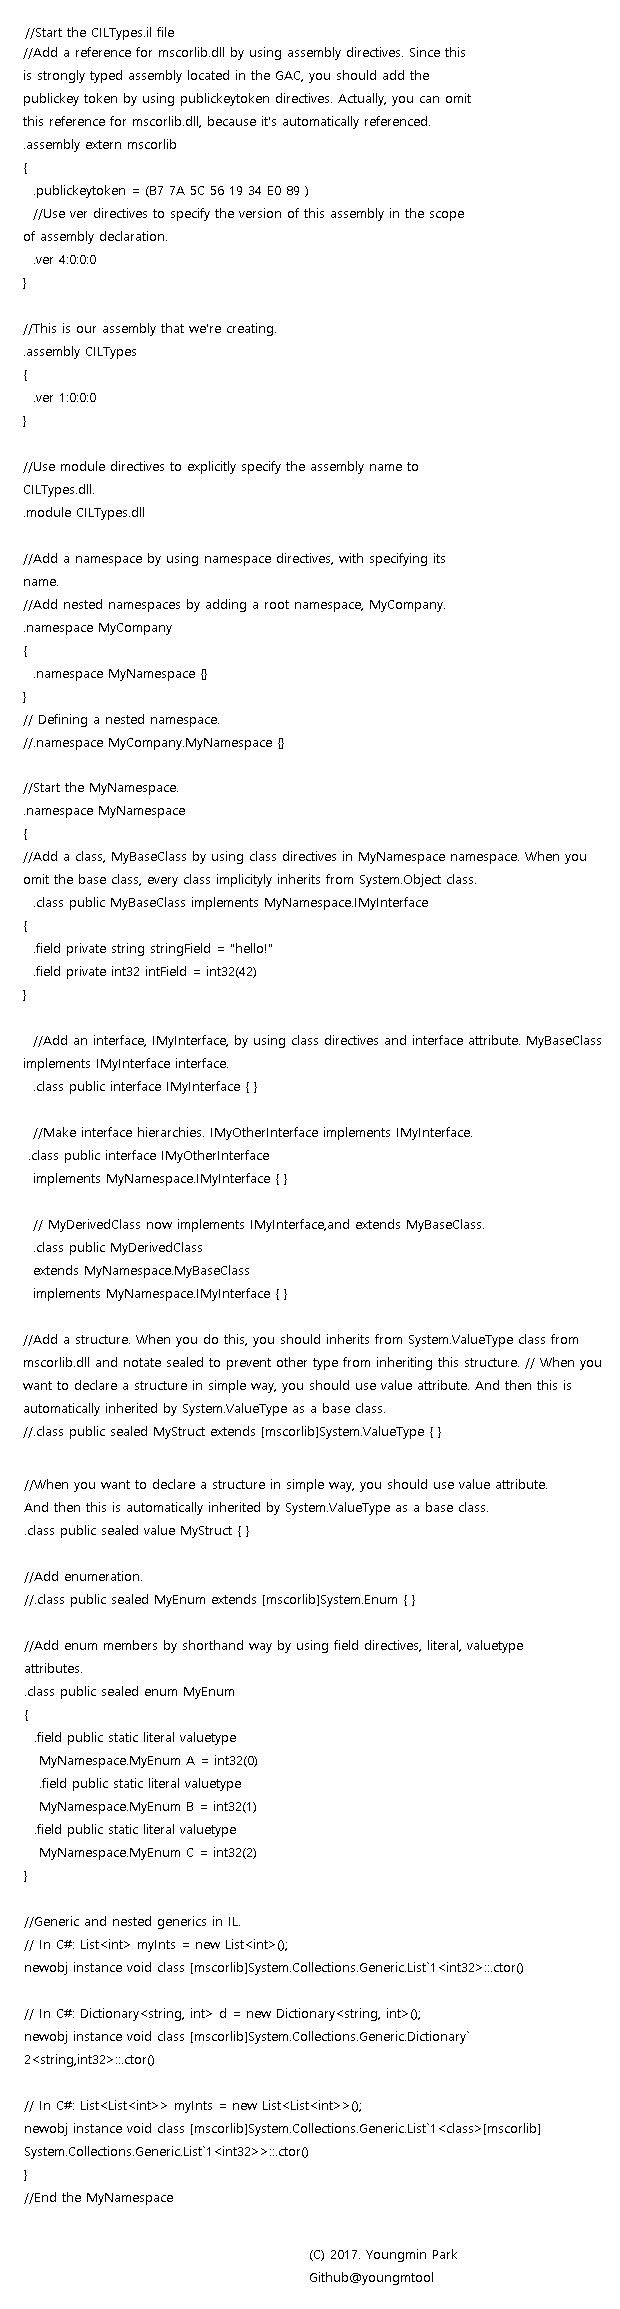 //Start the CILTypes.il file
//Add a reference for mscorlib.dll by using assembly directives. Since this
is strongly typed assembly located in the GAC, you should add the
publickey token by using publickeytoken directives. Actually, you can omit
this reference for mscorlib.dll, because it's automatically referenced.
.assembly extern mscorlib
{
.publickeytoken = (B7 7A 5C 56 19 34 E0 89 )
//Use ver directives to specify the version of this assembly in the scope
of assembly declaration.
.ver 4:0:0:0
}
//This is our assembly that we're creating.
.assembly CILTypes
{
.ver 1:0:0:0
}
//Use module directives to explicitly specify the assembly name to
CILTypes.dll.
.module CILTypes.dll
//Add a namespace by using namespace directives, with specifying its
name.
//Add nested namespaces by adding a root namespace, MyCompany.
.namespace MyCompany
{
.namespace MyNamespace {}
}
// Defining a nested namespace.
//.namespace MyCompany.MyNamespace {}
//Start the MyNamespace.
.namespace MyNamespace
{
//Add a class, MyBaseClass by using class directives in MyNamespace namespace. When you
omit the base class, every class implicityly inherits from System.Object class.
.class public MyBaseClass implements MyNamespace.IMyInterface
{
.field private string stringField = "hello!"
.field private int32 intField = int32(42)
}
//Add an interface, IMyInterface, by using class directives and interface attribute. MyBaseClass
implements IMyInterface interface.
.class public interface IMyInterface { }
//Make interface hierarchies. IMyOtherInterface implements IMyInterface.
.class public interface IMyOtherInterface
implements MyNamespace.IMyInterface { }
// MyDerivedClass now implements IMyInterface,and extends MyBaseClass.
.class public MyDerivedClass
extends MyNamespace.MyBaseClass
implements MyNamespace.IMyInterface { }
//Add a structure. When you do this, you should inherits from System.ValueType class from
mscorlib.dll and notate sealed to prevent other type from inheriting this structure. // When you
want to declare a structure in simple way, you should use value attribute. And then this is
automatically inherited by System.ValueType as a base class.
//.class public sealed MyStruct extends [mscorlib]System.ValueType { }
//When you want to declare a structure in simple way, you should use value attribute.
And then this is automatically inherited by System.ValueType as a base class.
.class public sealed value MyStruct { }
//Add enumeration.
//.class public sealed MyEnum extends [mscorlib]System.Enum { }
//Add enum members by shorthand way by using field directives, literal, valuetype
attributes.
.class public sealed enum MyEnum
{
.field public static literal valuetype
MyNamespace.MyEnum A = int32(0)
.field public static literal valuetype
MyNamespace.MyEnum B = int32(1)
.field public static literal valuetype
MyNamespace.MyEnum C = int32(2)
}
//Generic and nested generics in IL.
// In C#: List<int> myInts = new List<int>();
newobj instance void class [mscorlib]System.Collections.Generic.List`1<int32>::.ctor()
// In C#: Dictionary<string, int> d = new Dictionary<string, int>();
newobj instance void class [mscorlib]System.Collections.Generic.Dictionary`
2<string,int32>::.ctor()
// In C#: List<List<int>> myInts = new List<List<int>>();
newobj instance void class [mscorlib]System.Collections.Generic.List`1<class>[mscorlib]
System.Collections.Generic.List`1<int32>>::.ctor()
}
//End the MyNamespace
(C) 2017. Youngmin Park
Github@youngmtool